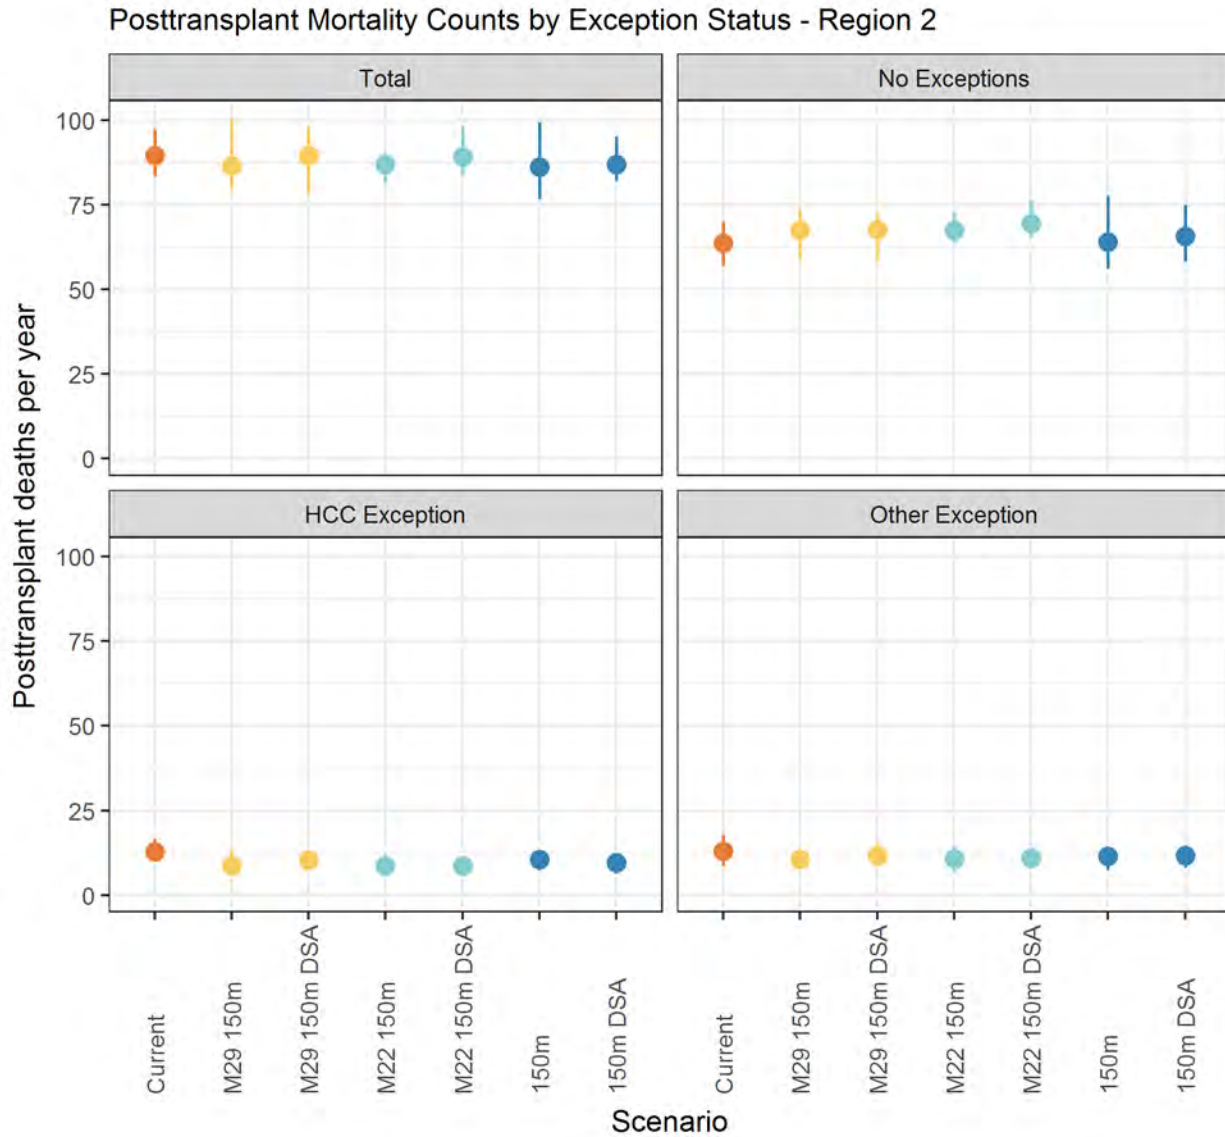 Posttransplant Mortality Counts by Exception Status - Region 2
Total
No Exceptions
100
75
50
25
0
HCC Exception
Other Exception
100
75
50
25
0
Posttransplant deaths per year
Current
M29 150m
M29 150m DSA
M22 150m
M22 150m DSA
150m
150m DSA
Current
M29 150m
M29 150m DSA
M22 150m
M22 150m DSA
150m
150m DSA
Scenario